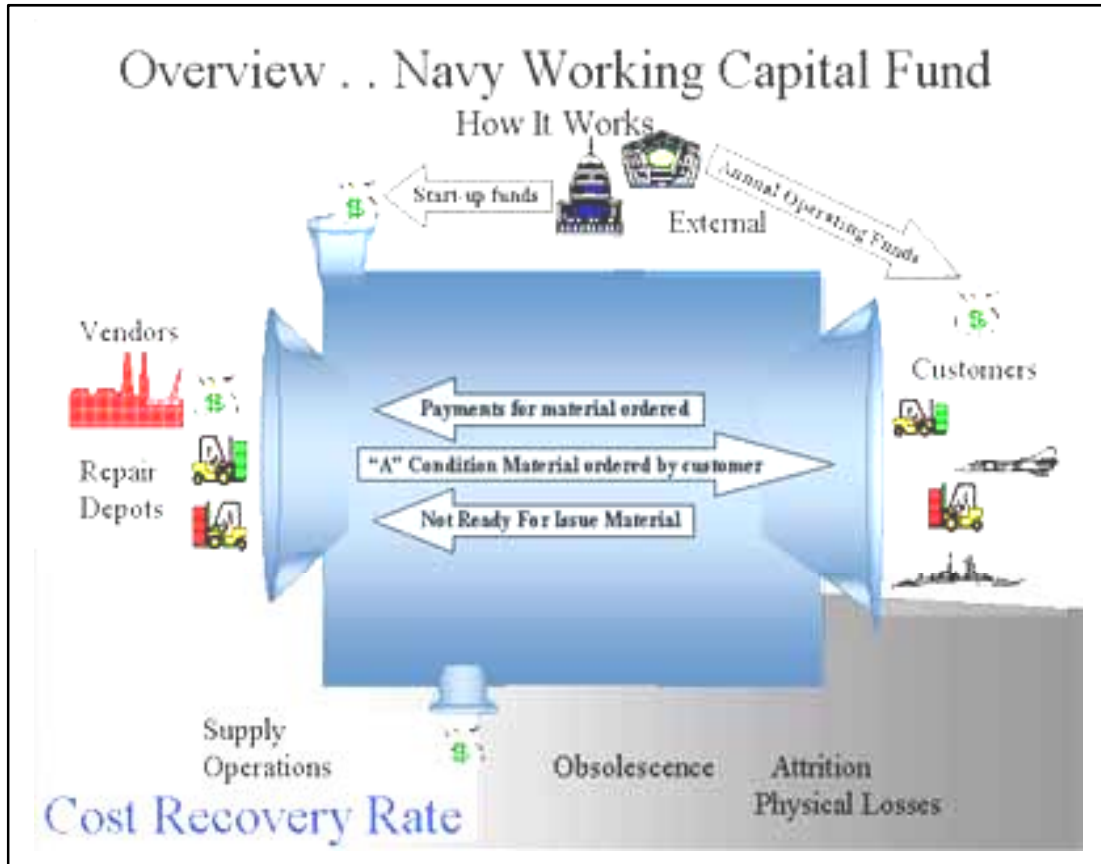 Overview . . Navy Working Capital Fund
How It Works
Start-up funds
$
External
Annual Operating Funds
$
Vendors
$
Customers
Payments for material ordered
"A" Condition Material ordered by customer
Repair
Depots
Not Ready For Issue Material
Supply
Operations
$
Obsolescence
Attrition
Physical Losses
Cost Recovery Rate